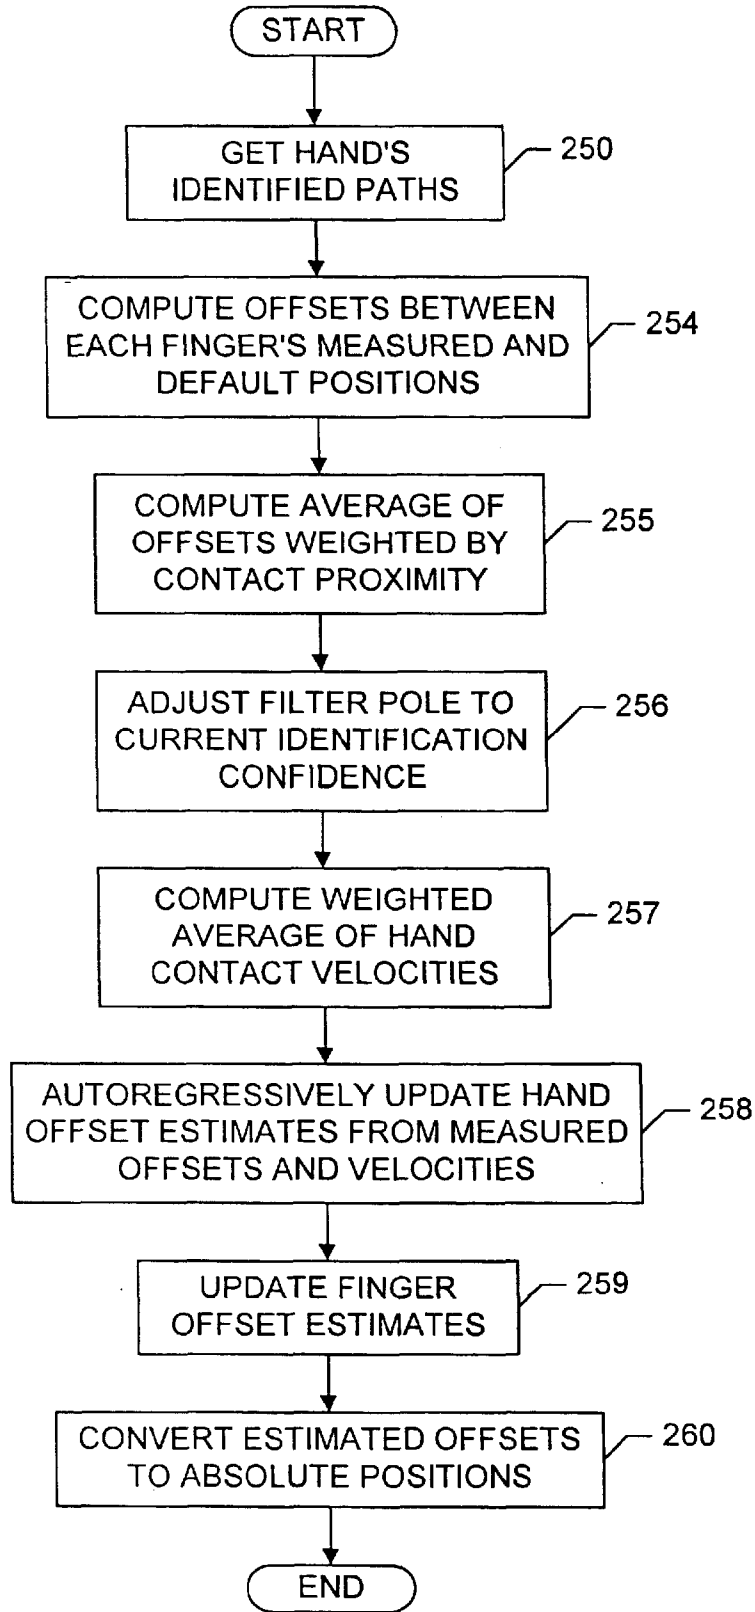 START
GET HAND'S
IDENTIFIED PATHS
250
COMPUTE OFFSETS BETWEEN
EACH FINGER'S MEASURED AND
DEFAULT POSITIONS
254
COMPUTE AVERAGE OF
OFFSETS WEIGHTED BY
CONTACT PROXIMITY
255
ADJUST FILTER POLE TO
CURRENT IDENTIFICATION
CONFIDENCE
256
COMPUTE WEIGHTED
AVERAGE OF HAND
CONTACT VELOCITIES
257
AUTOREGRESSIVELY UPDATE HAND
OFFSET ESTIMATES FROM MEASURED
OFFSETS AND VELOCITIES
258
UPDATE FINGER
OFFSET ESTIMATES
259
CONVERT ESTIMATED OFFSETS
TO ABSOLUTE POSITIONS
260
END